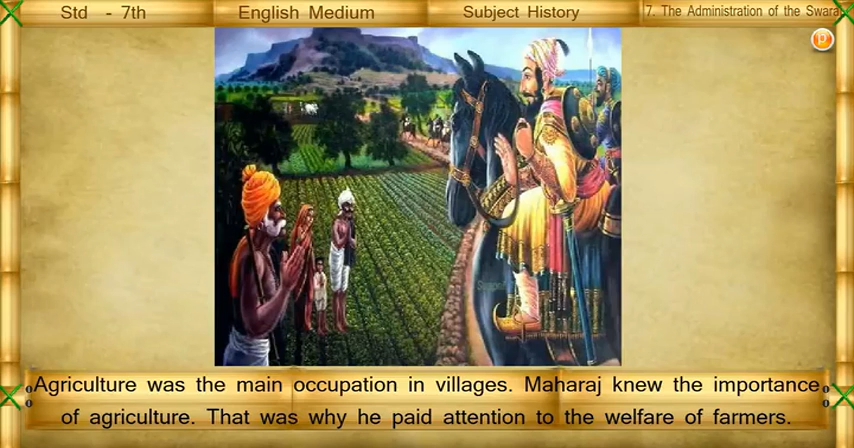 Std - 7th
English Medium
Subject History
7. The Administration of the Swara
P
Agriculture was the main occupation in villages. Maharaj knew the importance
of agriculture. That was why he paid attention to the welfare of farmers.